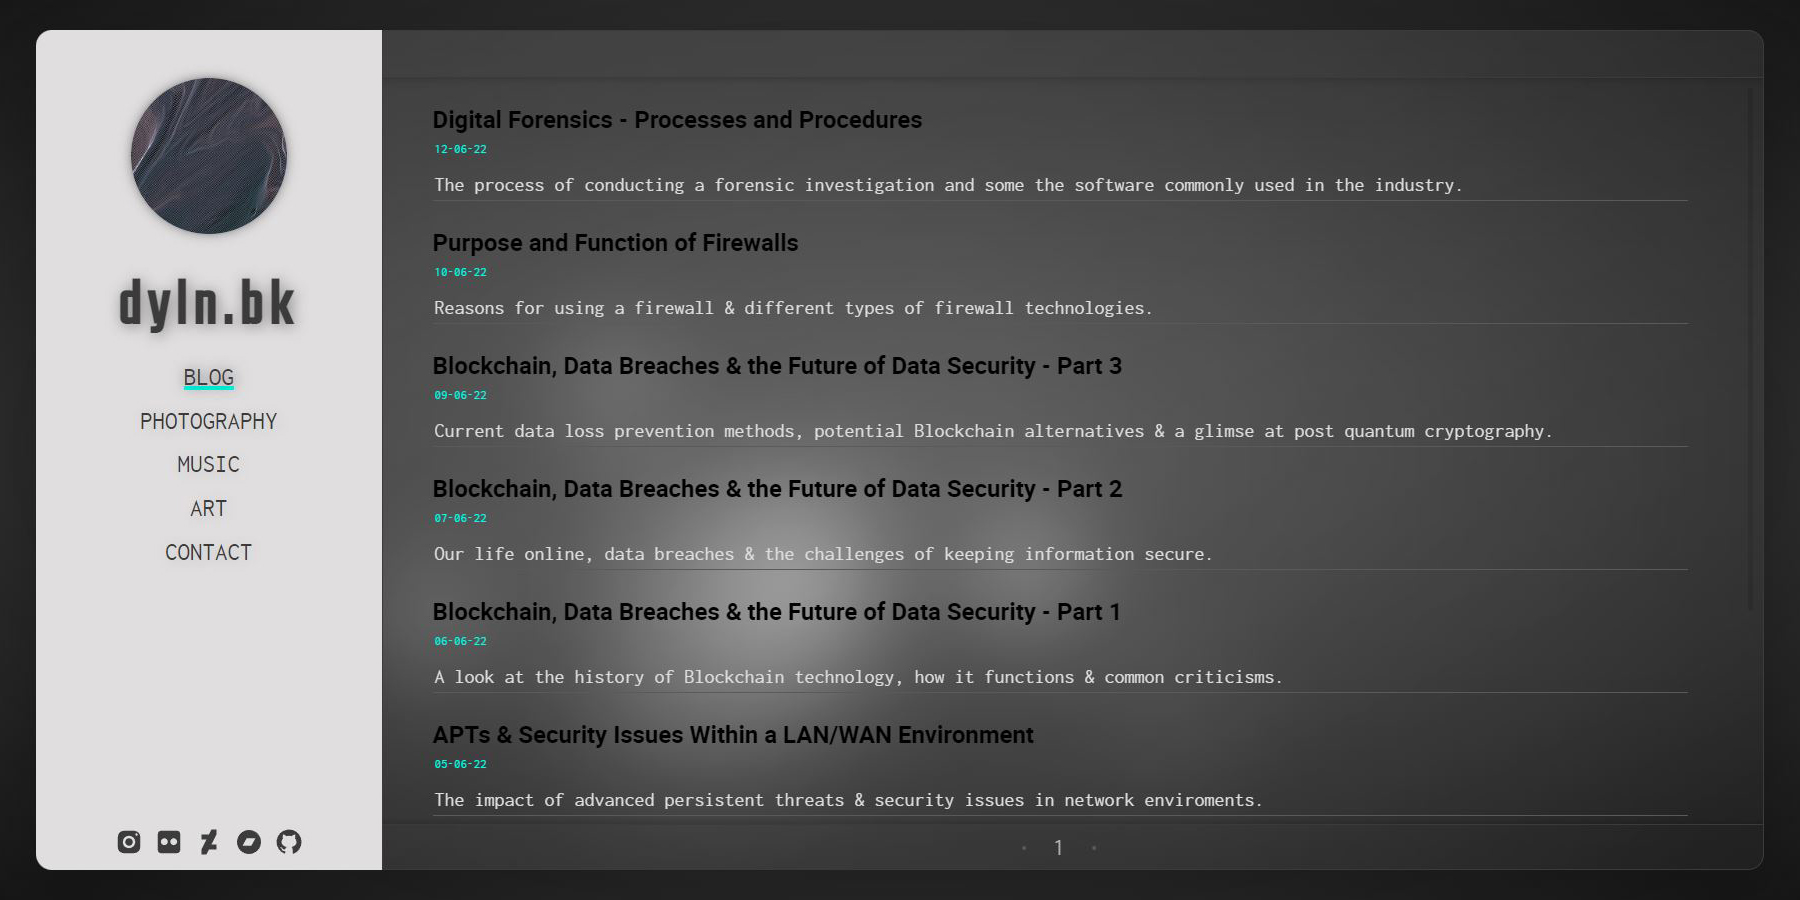 dyln.bk
BLOG
PHOTOGRAPHY
MUSIC
ART
CONTACT
Digital Forensics - Processes and Procedures
12-06-22
The process of conducting a forensic investigation and some the software commonly used in the industry.
Purpose and Function of Firewalls
10-06-22
Reasons for using a firewall & different types of firewall technologies.
Blockchain, Data Breaches & the Future of Data Security - Part 3
09-06-22
Current data loss prevention methods, potential Blockchain alternatives & a glimse at post quantum cryptography.
Blockchain, Data Breaches & the Future of Data Security - Part 2
07-06-22
Our life online, data breaches & the challenges of keeping information secure.
Blockchain, Data Breaches & the Future of Data Security - Part 1
06-06-22
A look at the history of Blockchain technology, how it functions & common criticisms.
APTs & Security Issues Within a LAN/WAN Environment
05-06-22
The impact of advanced persistent threats & security issues in network enviroments.
1